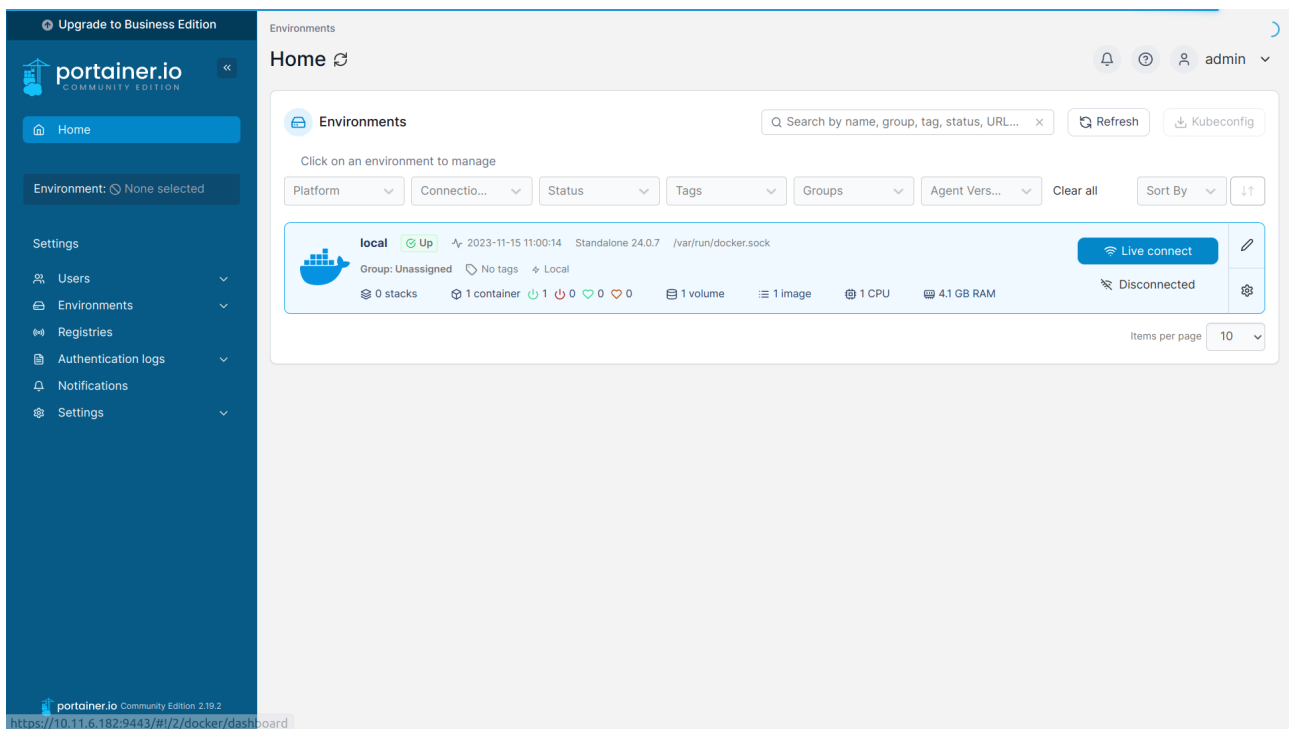 Upgrade to Business Edition
portainer.io
COMMUNITY EDITION
Home
Environment: None selected
Settings
Users
Environments
Registries
Authentication logs
Notifications
Settings
portainer.io Community Edition 2.19.2
https://10.11.6.182:9443/#!/2/docker/dashboard
Environments
Home
admin
Environments
Search by name, group, tag, status, URL...
Refresh
Kubeconfig
Click on an environment to manage
Platform
Connectio...
Status
Tags
Groups
Agent Vers...
Clear all
Sort By
local Up 2023-11-15 11:00:14 Standalone 24.0.7 /var/run/docker.sock
Group: Unassigned No tags Local
0 stacks 1 container 1 0 0 0 1 volume 1 image 1 CPU 4.1 GB RAM
Live connect
Disconnected
Items per page 10